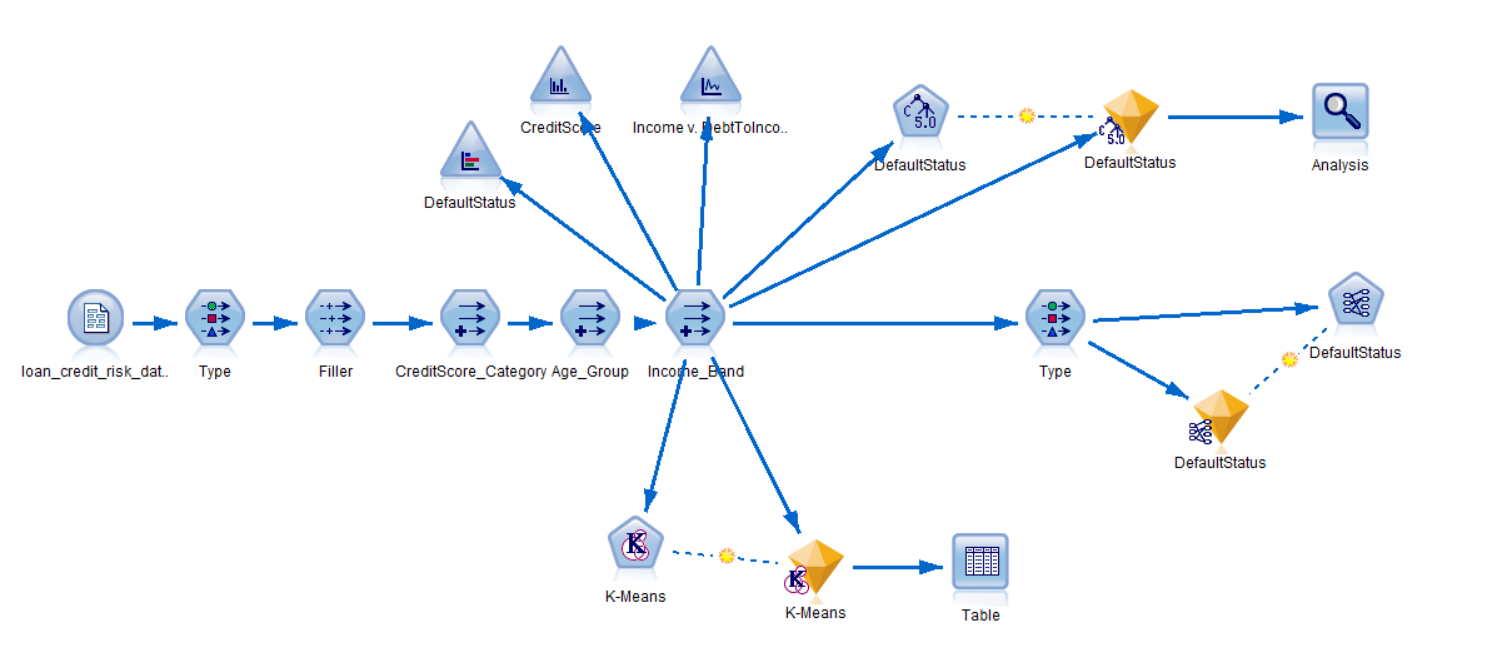 CreditScore
Income v. DebtToInco..
DefaultStatus
C 5.0
DefaultStatus
C 5.0
DefaultStatus
Analysis
loan_credit_risk_dat..
Type
Filler
CreditScore_Category
Age_Group
Income_Band
Type
DefaultStatus
DefaultStatus
K
K-Means
K
K-Means
Table